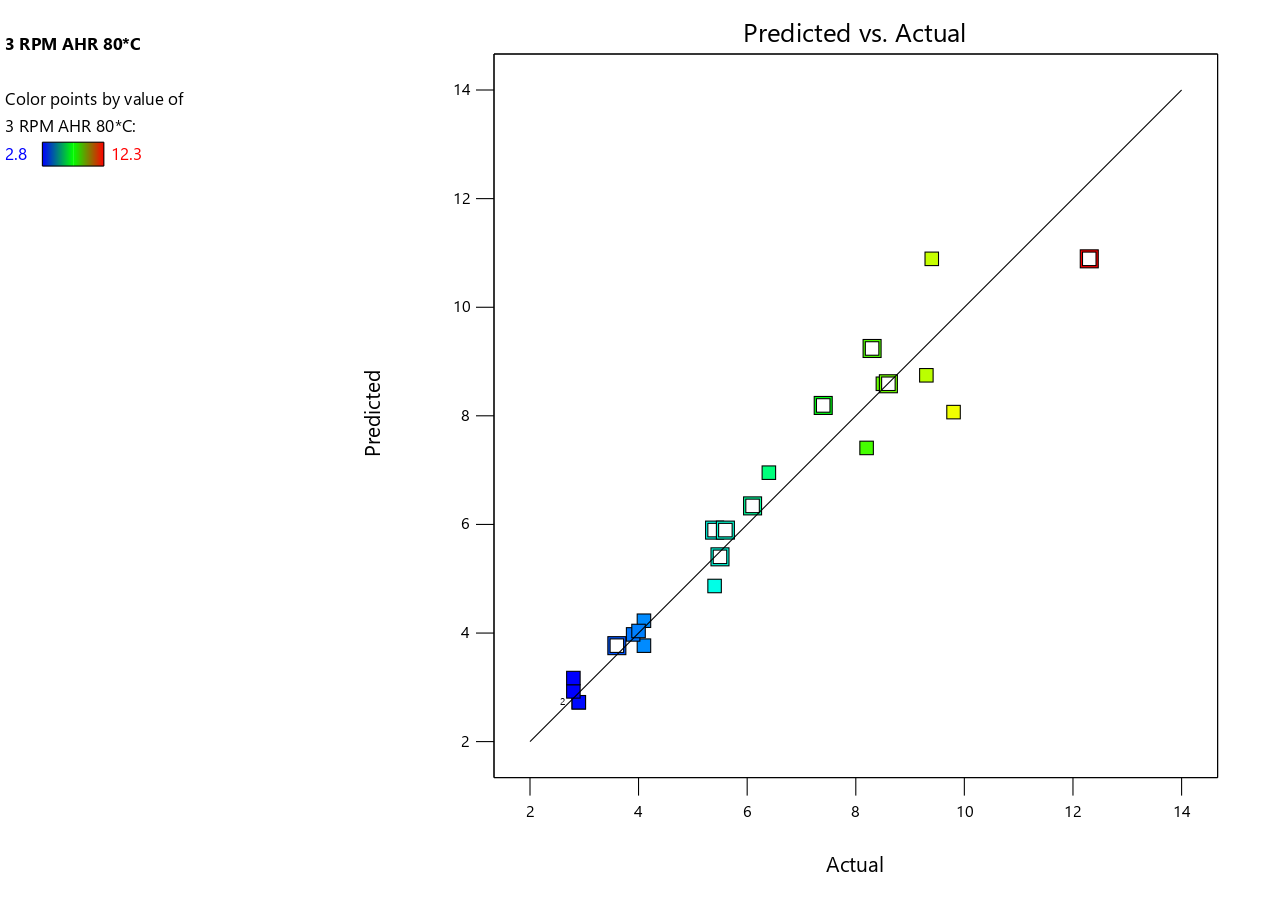 Predicted vs. Actual
3 RPM AHR 80*C
Color points by value of
3 RPM AHR 80*C:
2.8 12.3
14
12
10
8
6
4
2
Predicted
2
2 4 6 8 10 12 14
Actual